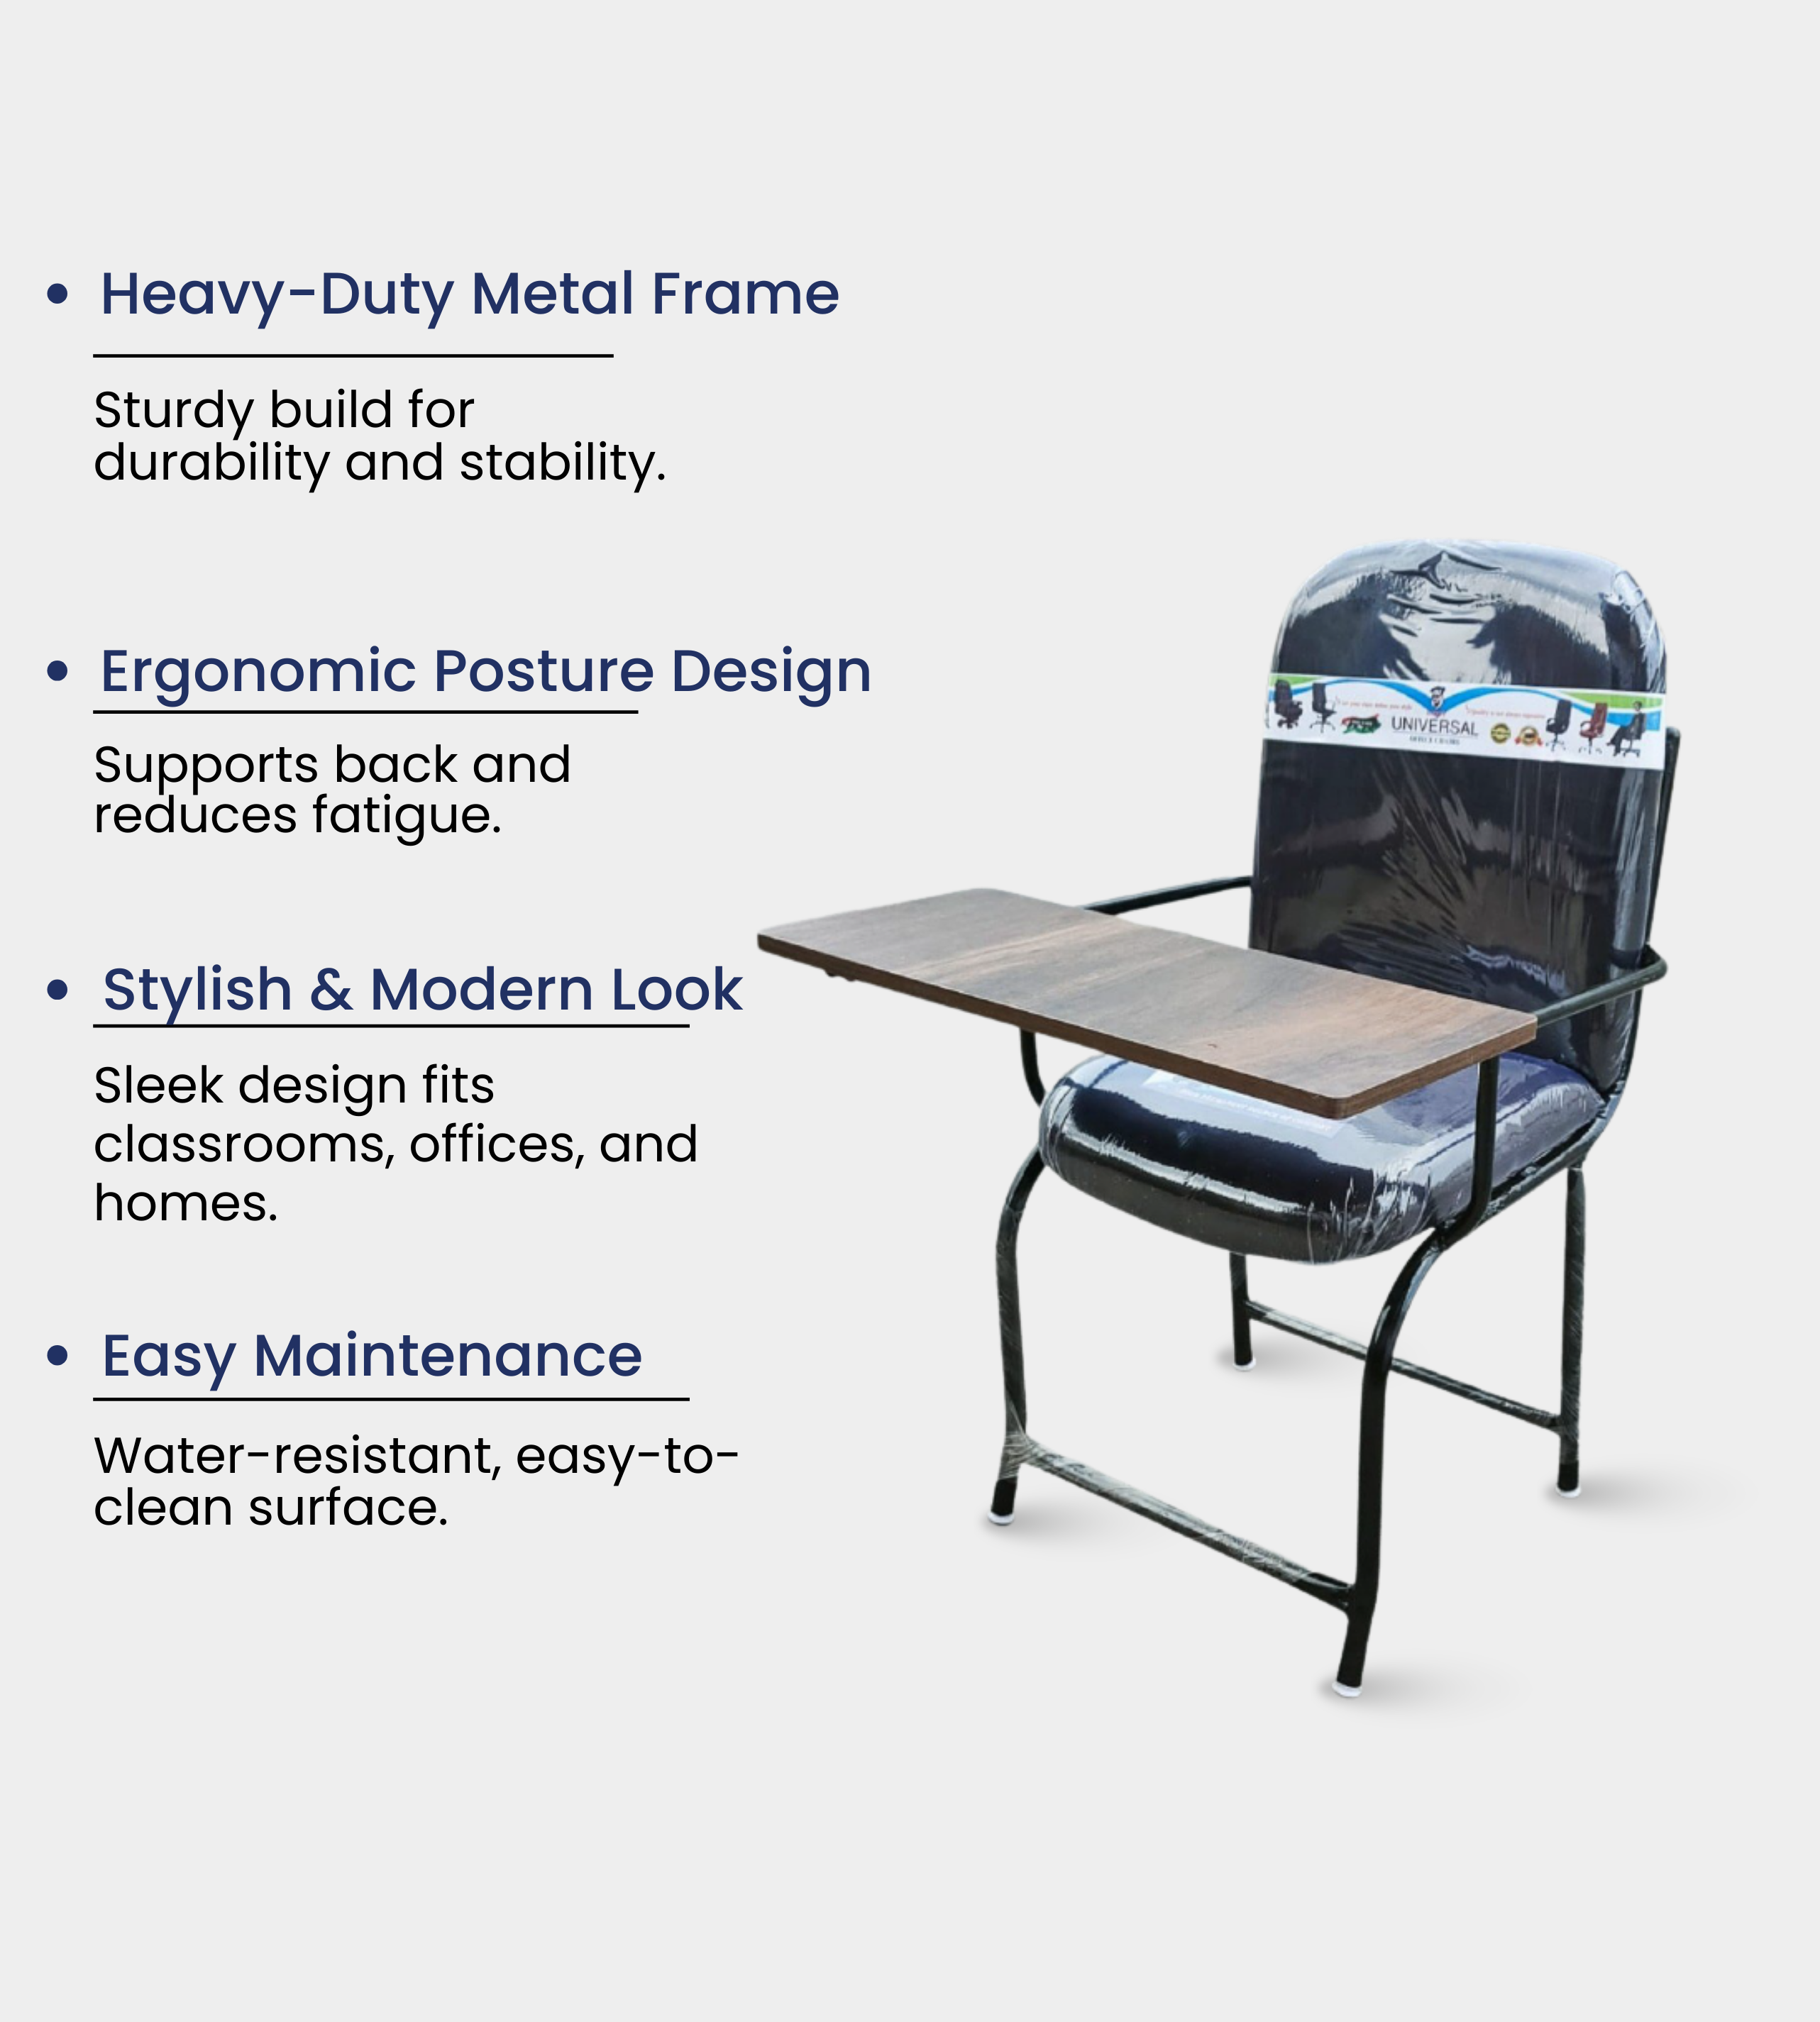 • Heavy-Duty Metal Frame
Sturdy build for
durability and stability.
• Ergonomic Posture Design
Supports back and
reduces fatigue.
• Stylish & Modern Look
Sleek design fits
classrooms, offices, and
homes.
• Easy Maintenance
Water-resistant, easy-to-
clean surface.
UNIVERSAL